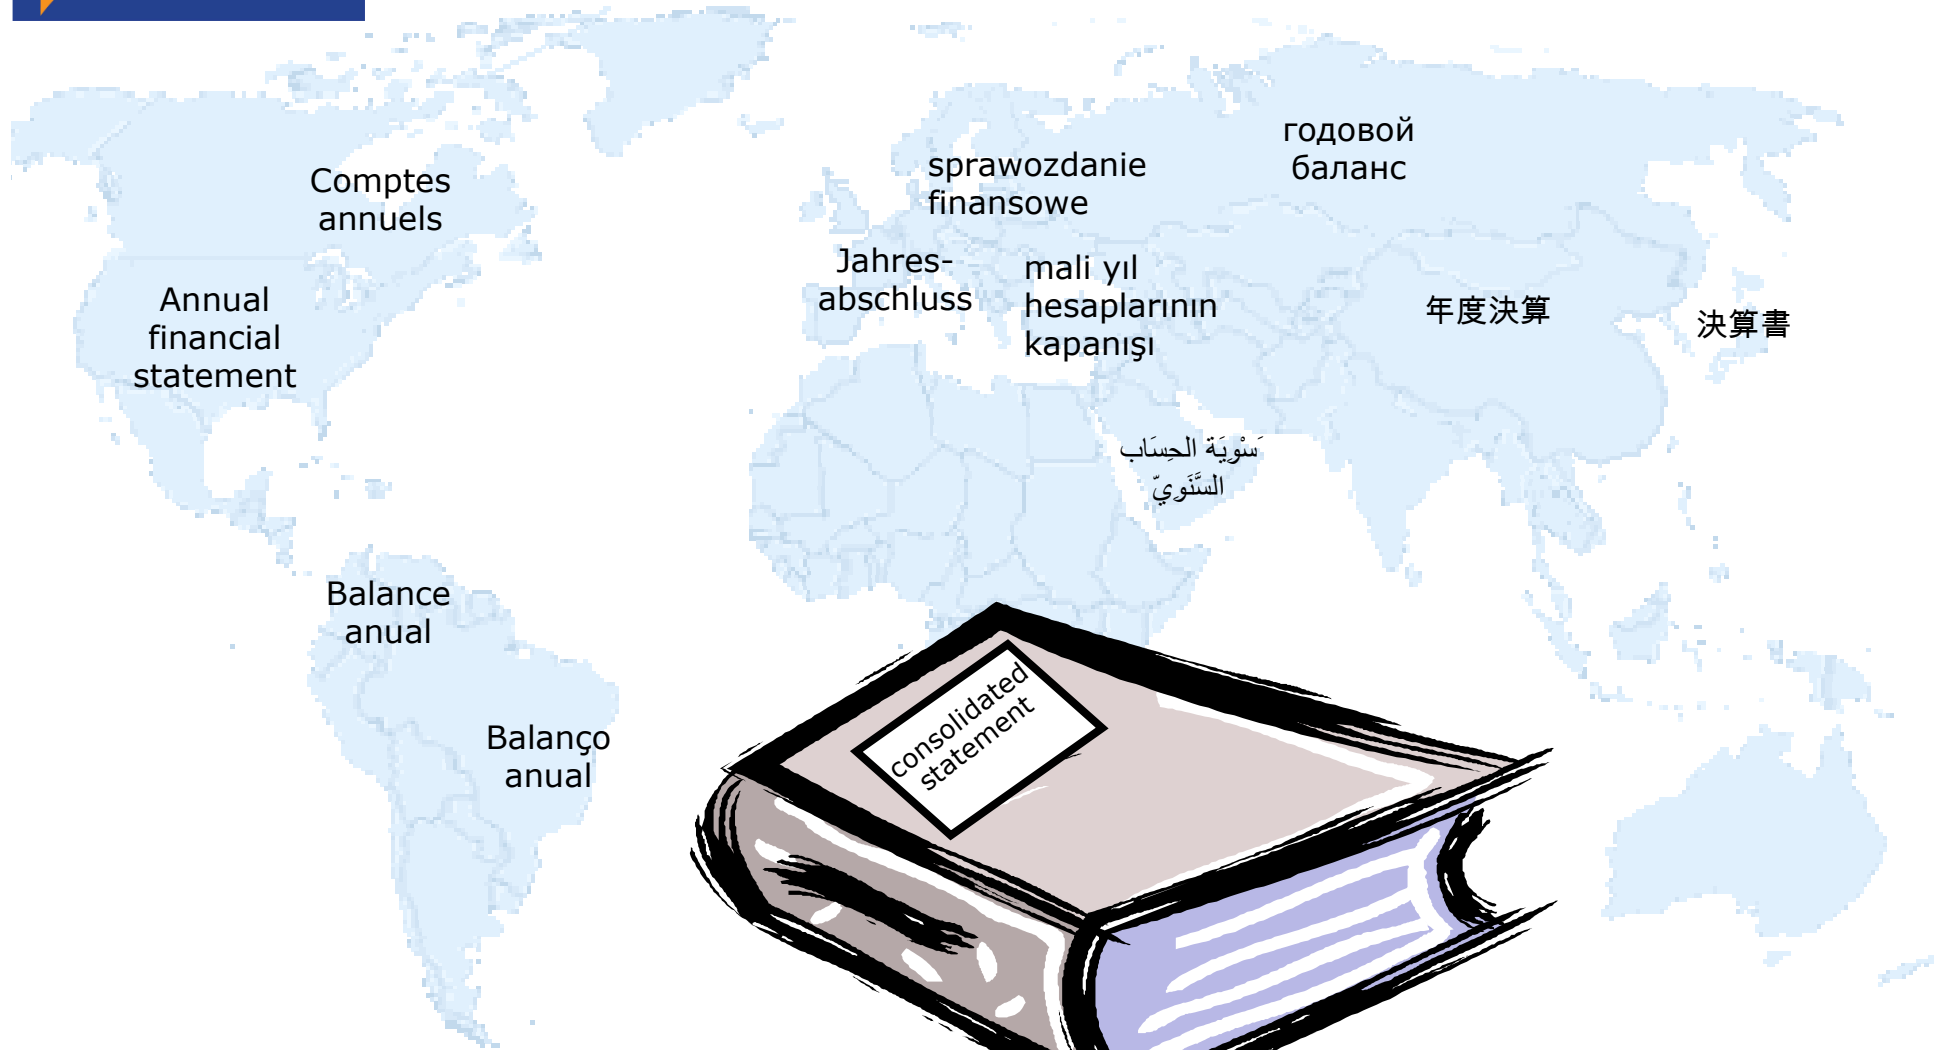 годовой
баланс
sprawozdanie
finansowe
Comptes
annuels
Jahres-
abschluss
mali yıl
hesaplarının
kapanışı
Annual
financial
statement
年度決算
決算書
َسْوِيَة الحِسَاب
السَّنَوِيّ
Balance
anual
Balanço
anual
consolidated
statement